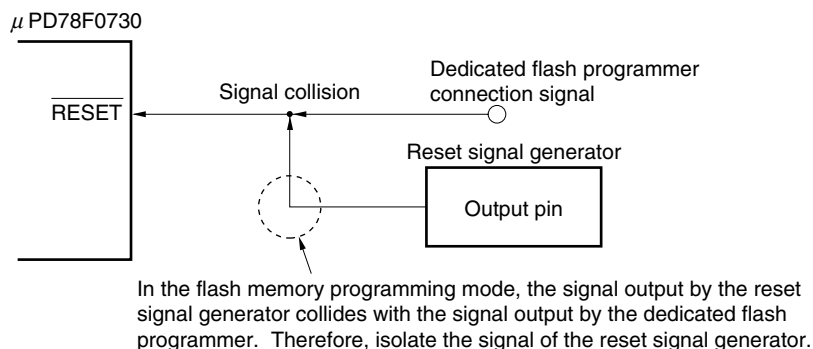 μ PD78F0730
Dedicated flash programmer
connection signal
Signal collision
RESET
Reset signal generator
Output pin
In the flash memory programming mode, the signal output by the reset
signal generator collides with the signal output by the dedicated flash
programmer. Therefore, isolate the signal of the reset signal generator.